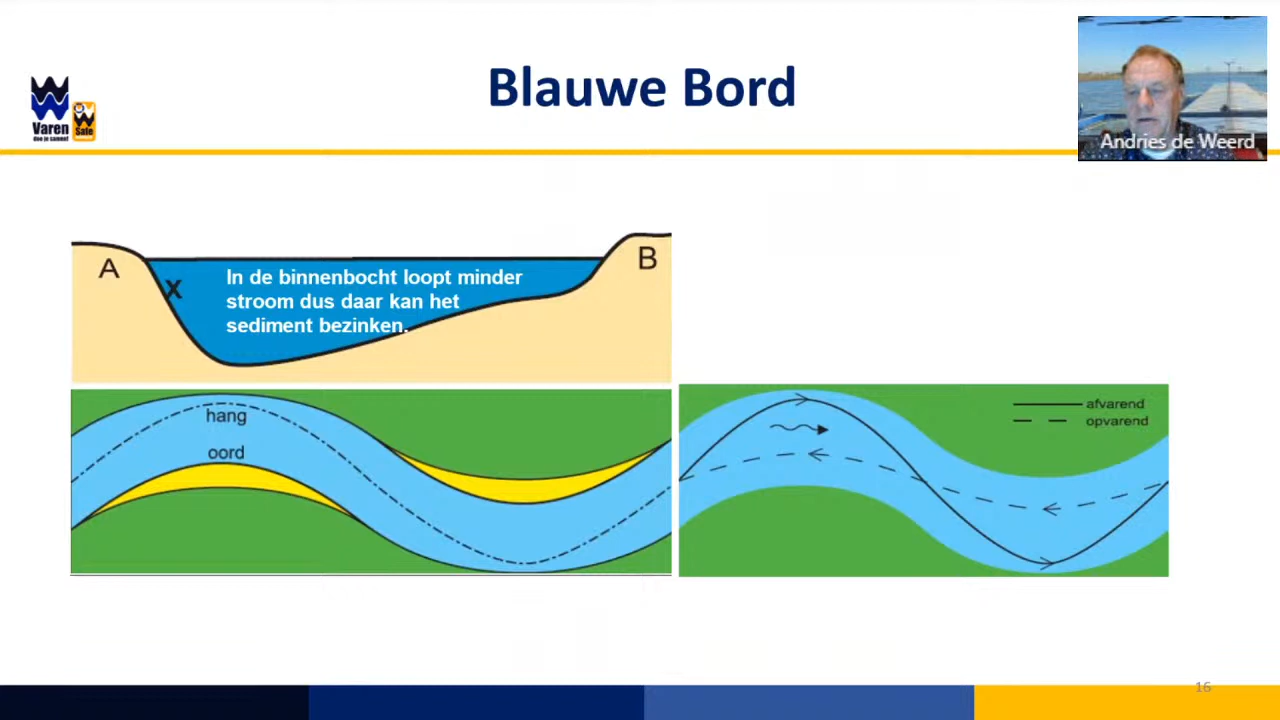 Blauwe Bord
Varen
doe je samen!
Safe
Andries de Weerd
A
B
X
In de binnenbocht loopt minder
stroom dus daar kan het
sediment bezinken.
hang
oord
afvarend
opvarend
16